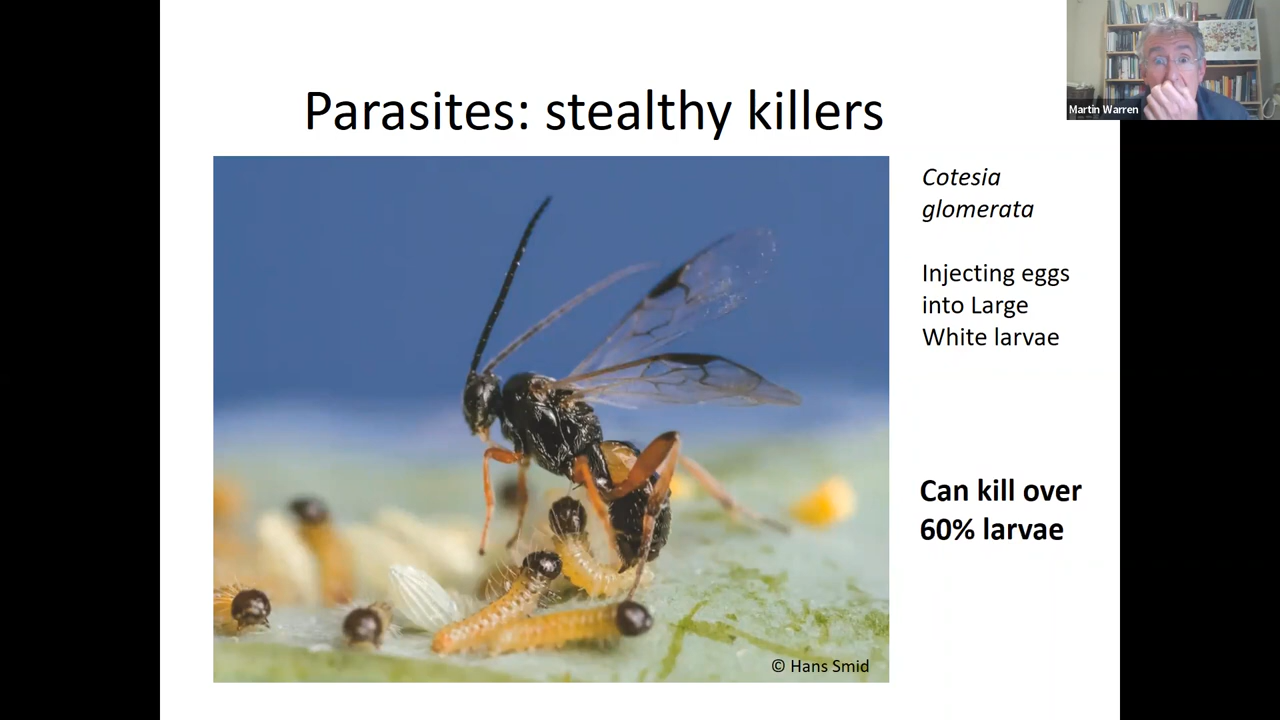 Parasites: stealthy killers
Martin Warren
Cotesia
glomerata
Injecting eggs
into Large
White larvae
Can kill over
60% larvae
© Hans Smid